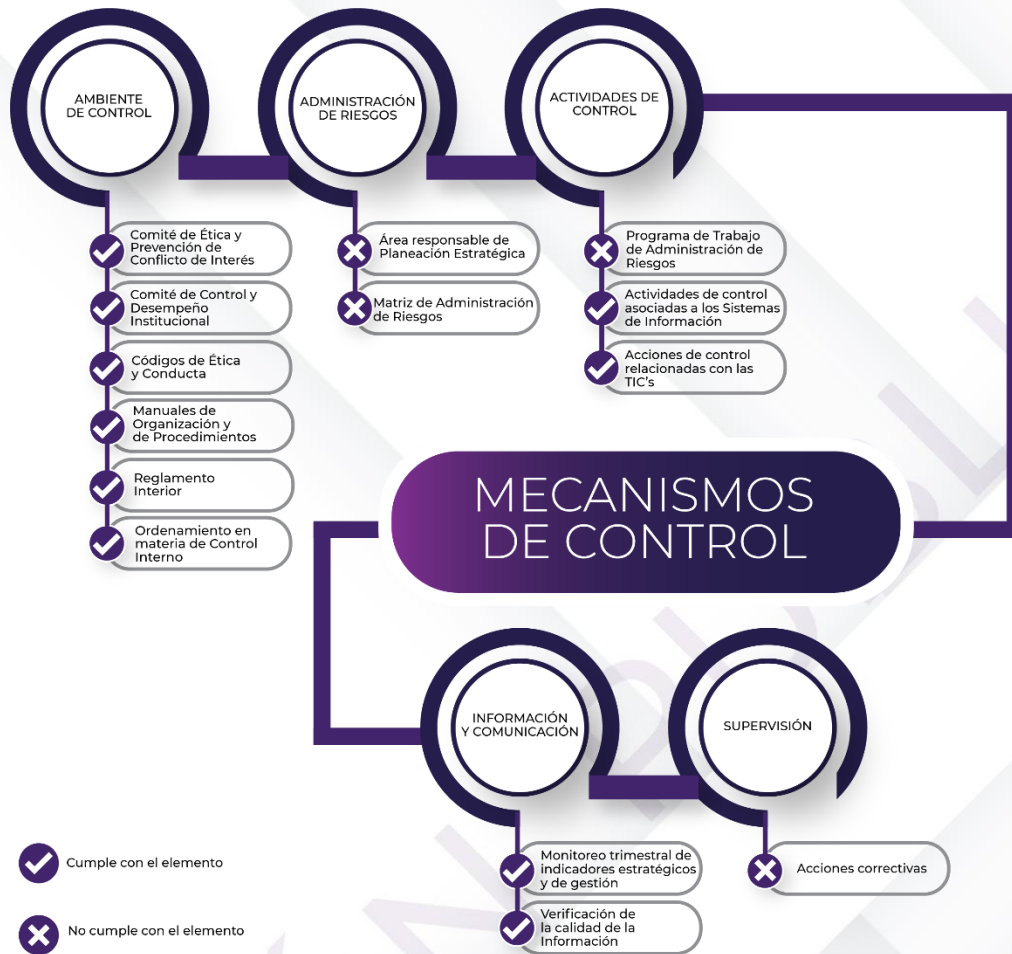 AMBIENTE
DE CONTROL
ADMINISTRACIÓN
DE RIESGOS
ACTIVIDADES DE
CONTROL
Comité de Ética y
Prevención de
Conflicto de Interés
Comité de Control y
Desempeño
Institucional
Códigos de Ética
y Conducta
Manuales de
Organización y
de Procedimientos
Reglamento
Interior
Ordenamiento en
materia de Control
Interno
Área responsable de
Planeación Estratégica
Matriz de Administración
de Riesgos
Programa de Trabajo
de Administración de
Riesgos
Actividades de control
asociadas a los Sistemas
de Información
Acciones de control
relacionadas con las
TIC's
MECANISMOS
DE CONTROL
INFORMACIÓN
Y COMUNICACIÓN
SUPERVISIÓN
Monitoreo trimestral de
indicadores estratégicos
y de gestión
Verificación de
la calidad de la
Información
Acciones correctivas
Cumple con el elemento
No cumple con el elemento